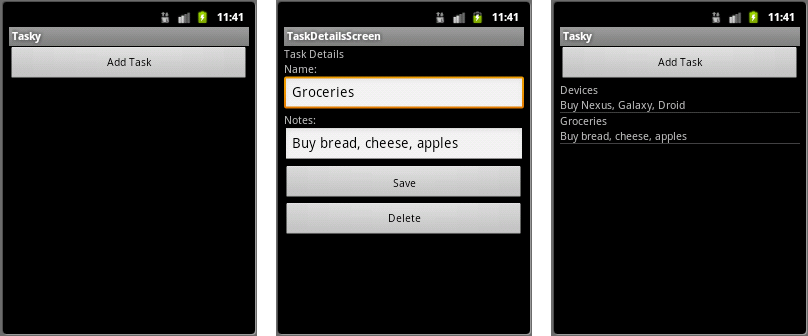 11:41
Tasky
Add Task
11:41
TaskDetailsScreen
Task Details
Name:
Groceries
Notes:
Buy bread, cheese, apples
Save
Delete
11:41
Tasky
Add Task
Devices
Buy Nexus, Galaxy, Droid
Groceries
Buy bread, cheese, apples